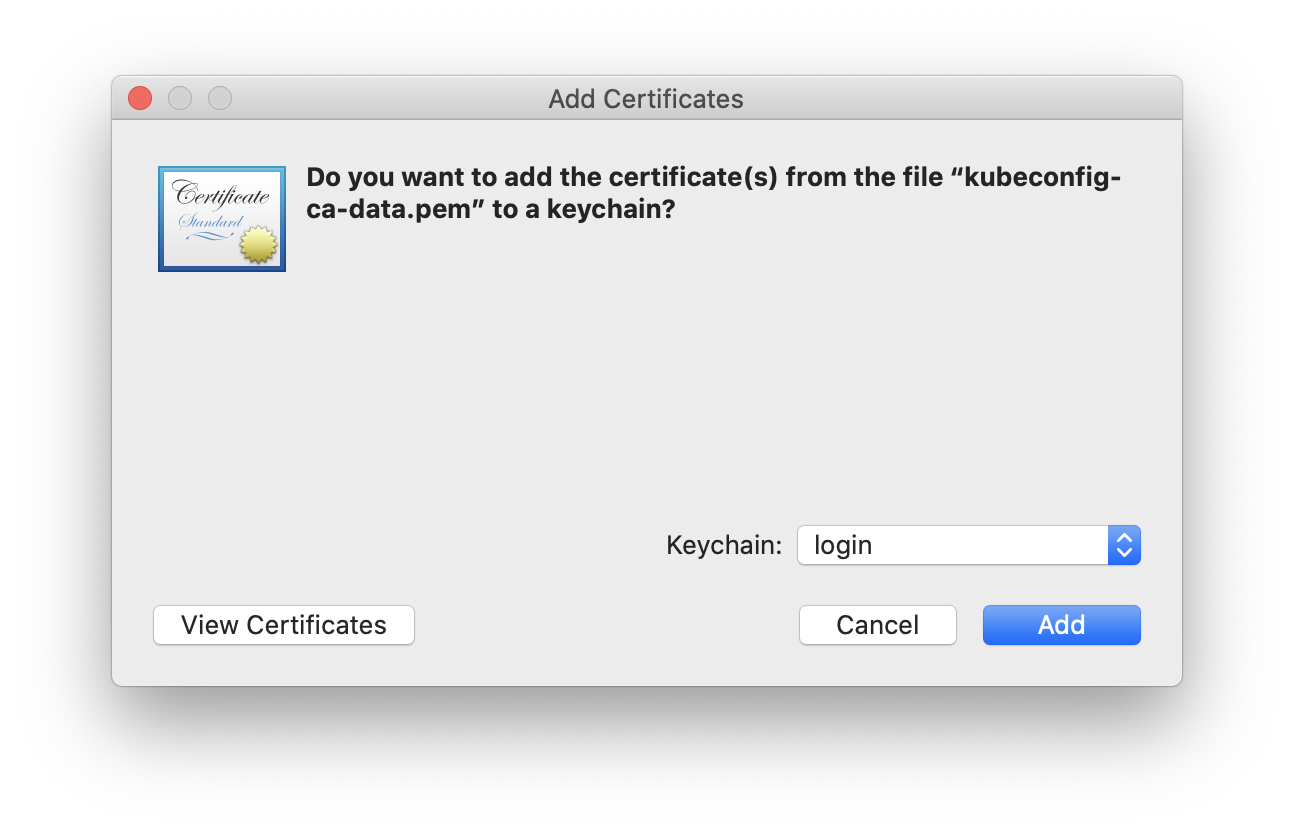 Add Certificates
Certificate
Standard
Do you want to add the certificate(s) from the file “kubeconfig-
ca-data.pem” to a keychain?
Keychain: login
View Certificates Cancel Add